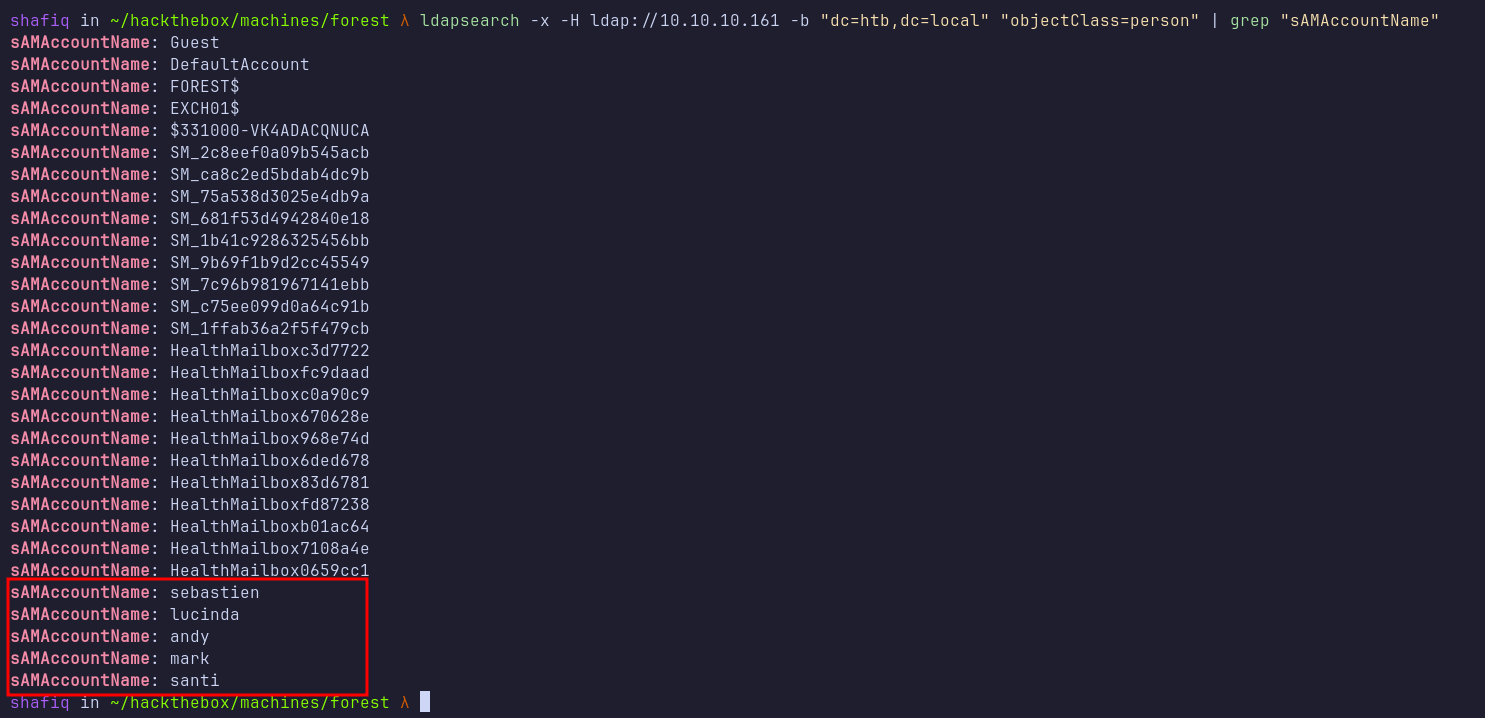 shafiq in ~/hackthebox/machines/forest λ ldapsearch -x -H ldap://10.10.10.161 -b "dc=htb,dc=local" "objectClass=person" | grep "sAMAccountName"
sAMAccountName: Guest
sAMAccountName: DefaultAccount
sAMAccountName: FOREST$
sAMAccountName: EXCH01$
sAMAccountName: $331000-VK4ADACQNUCA
sAMAccountName: SM_2c8eef0a09b545acb
sAMAccountName: SM_ca8c2ed5bdab4dc9b
sAMAccountName: SM_75a538d3025e4db9a
sAMAccountName: SM_681f53d4942840e18
sAMAccountName: SM_1b41c9286325456bb
sAMAccountName: SM_9b69f1b9d2cc45549
sAMAccountName: SM_7c96b981967141ebb
sAMAccountName: SM_c75ee099d0a64c91b
sAMAccountName: SM_1ffab36a2f5f479cb
sAMAccountName: HealthMailboxc3d7722
sAMAccountName: HealthMailboxfc9daad
sAMAccountName: HealthMailboxc0a90c9
sAMAccountName: HealthMailbox670628e
sAMAccountName: HealthMailbox968e74d
sAMAccountName: HealthMailbox6ded678
sAMAccountName: HealthMailbox83d6781
sAMAccountName: HealthMailboxfd87238
sAMAccountName: HealthMailboxb01ac64
sAMAccountName: HealthMailbox7108a4e
sAMAccountName: HealthMailbox0659cc1
sAMAccountName: sebastien
sAMAccountName: lucinda
sAMAccountName: andy
sAMAccountName: mark
sAMAccountName: santi
shafiq in ~/hackthebox/machines/forest λ